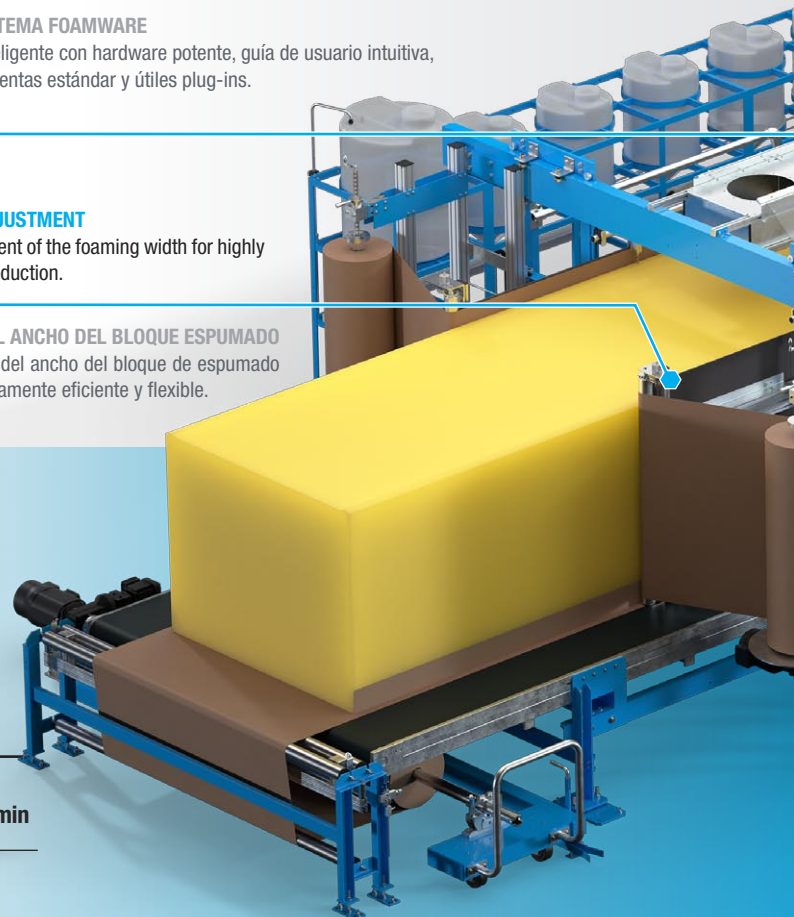 TEMA FOAMWARE
ligente con hardware potente, guía de usuario intuitiva,
entas estándar y útiles plug-ins.
JUSTMENT
ent of the foaming width for highly
duction.
L ANCHO DEL BLOQUE ESPUMADO
del ancho del bloque de espumado
amente eficiente y flexible.
min